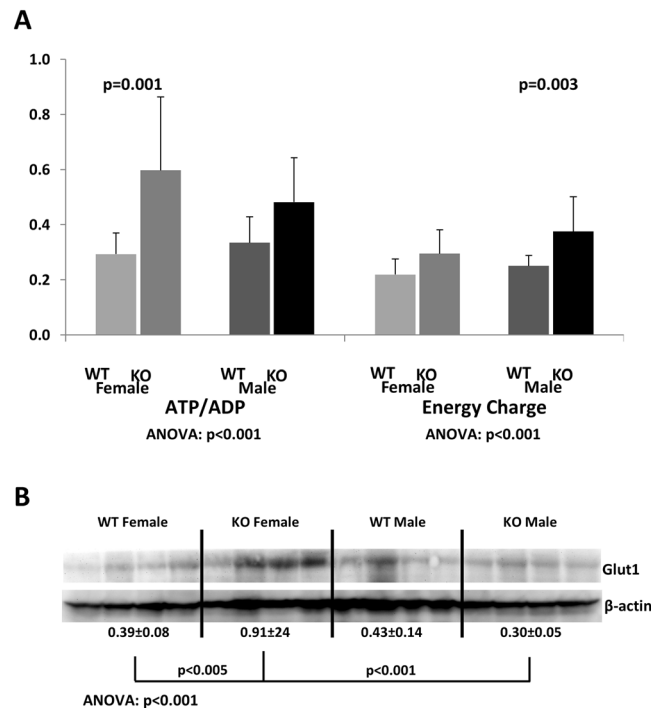 A
1.0
0.8
0.6
0.4
0.2
0.0
p=0.001
p=0.003
WT KO
Female
WT KO
Male
WT KO
Female
WT KO
Male
ATP/ADP
Energy Charge
ANOVA: p<0.001
ANOVA: p<0.001
B
WT Female
KO Female
WT Male
KO Male
Glut1
β-actin
0.39±0.08
0.91±24
0.43±0.14
0.30±0.05
p<0.005
p<0.001
ANOVA: p<0.001